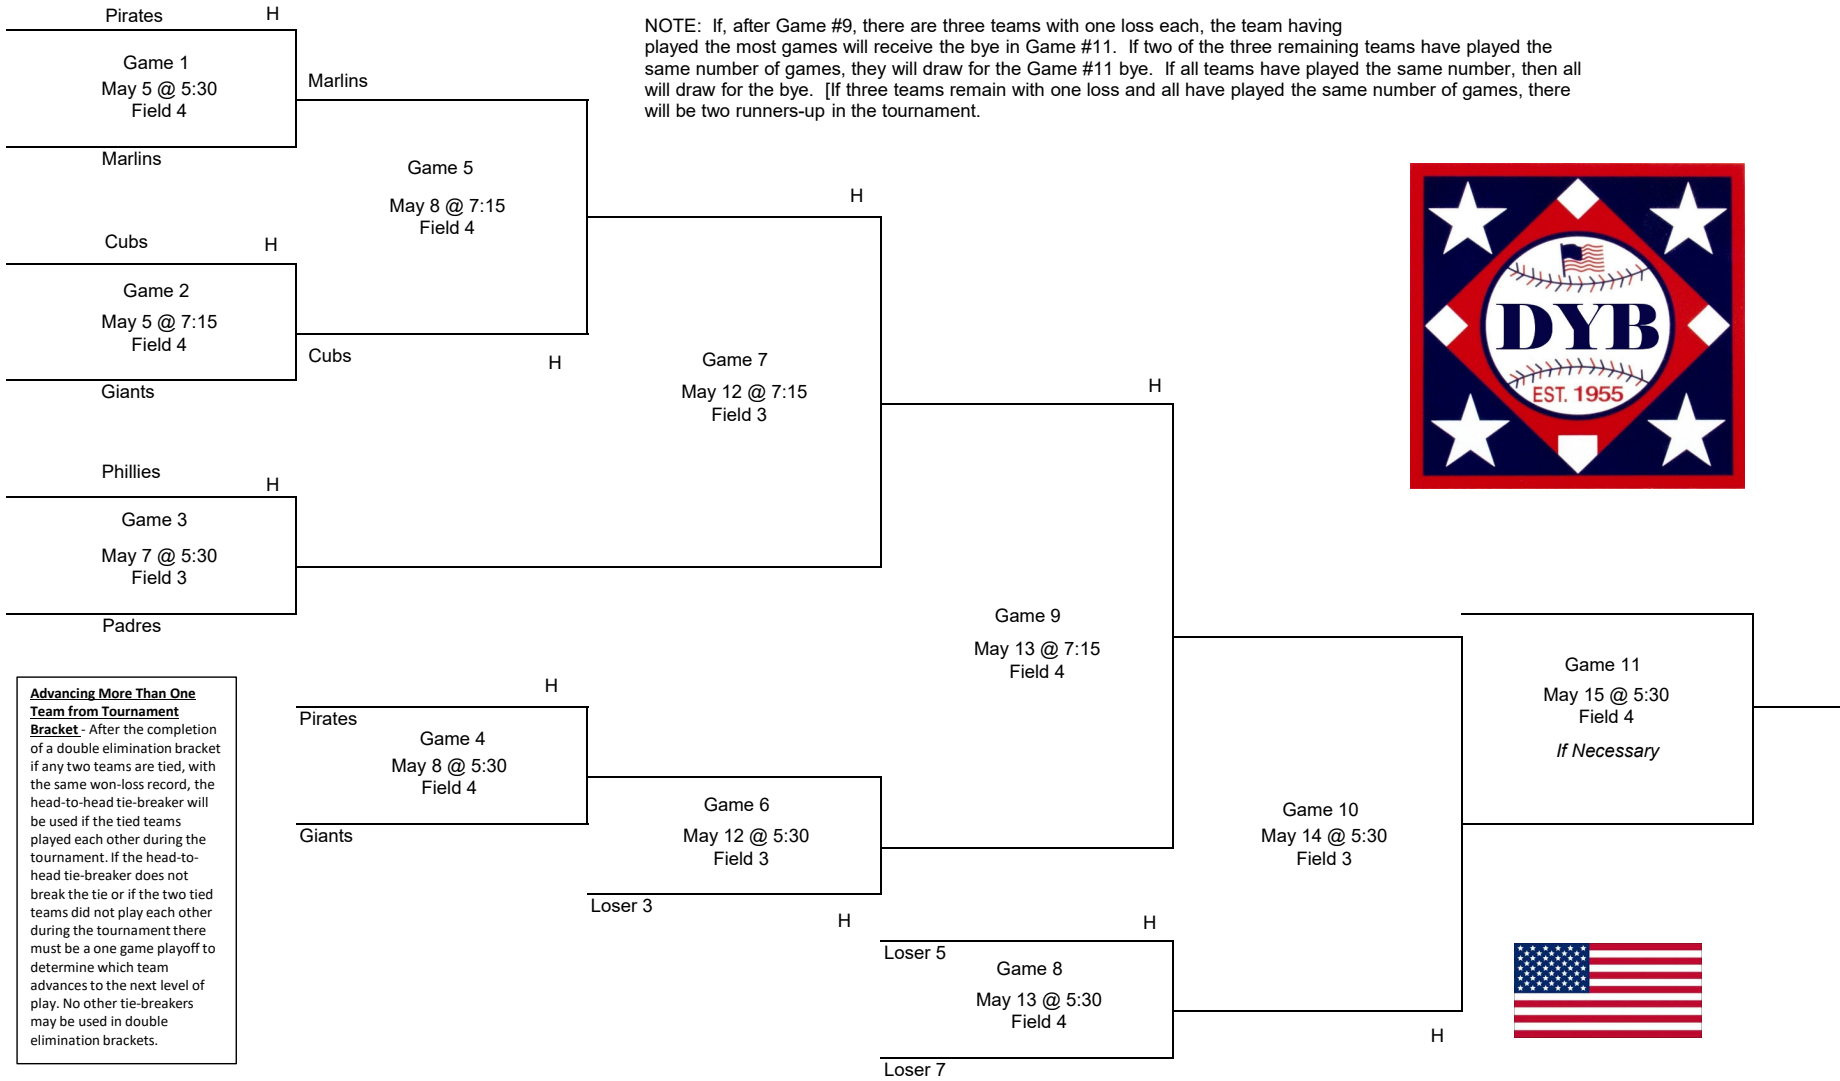 Pirates
H
NOTE:  If, after Game #9, there are three teams with one loss each, the team having
played the most games will receive the bye in Game #11.  If two of the three remaining teams have played the
same number of games, they will draw for the Game #11 bye.  If all teams have played the same number, then all
will draw for the bye.  [If three teams remain with one loss and all have played the same number of games, there
will be two runners-up in the tournament.
Game 1
May 5 @ 5:30
Field 4
Marlins
Marlins
Game 5
May 8 @ 7:15
Field 4
H
Cubs
H
Game 2
May 5 @ 7:15
Field 4
Cubs
H
Giants
Game 7
May 12 @ 7:15
Field 3
H
DYB
EST. 1955
Phillies
H
Game 3
May 7 @ 5:30
Field 3
Padres
Game 9
May 13 @ 7:15
Field 4
Game 11
May 15 @ 5:30
Field 4
If Necessary
Advancing More Than One
Team from Tournament
Bracket - After the completion
of a double elimination bracket
if any two teams are tied, with
the same won-loss record, the
head-to-head tie-breaker will
be used if the tied teams
played each other during the
tournament. If the head-to-
head tie-breaker does not
break the tie or if the two tied
teams did not play each other
during the tournament there
must be a one game playoff to
determine which team
advances to the next level of
play. No other tie-breakers
may be used in double
elimination brackets.
H
Pirates
Game 4
May 8 @ 5:30
Field 4
Giants
Game 6
May 12 @ 5:30
Field 3
Loser 3
H
Game 10
May 14 @ 5:30
Field 3
H
Loser 5
Game 8
May 13 @ 5:30
Field 4
H
Loser 7